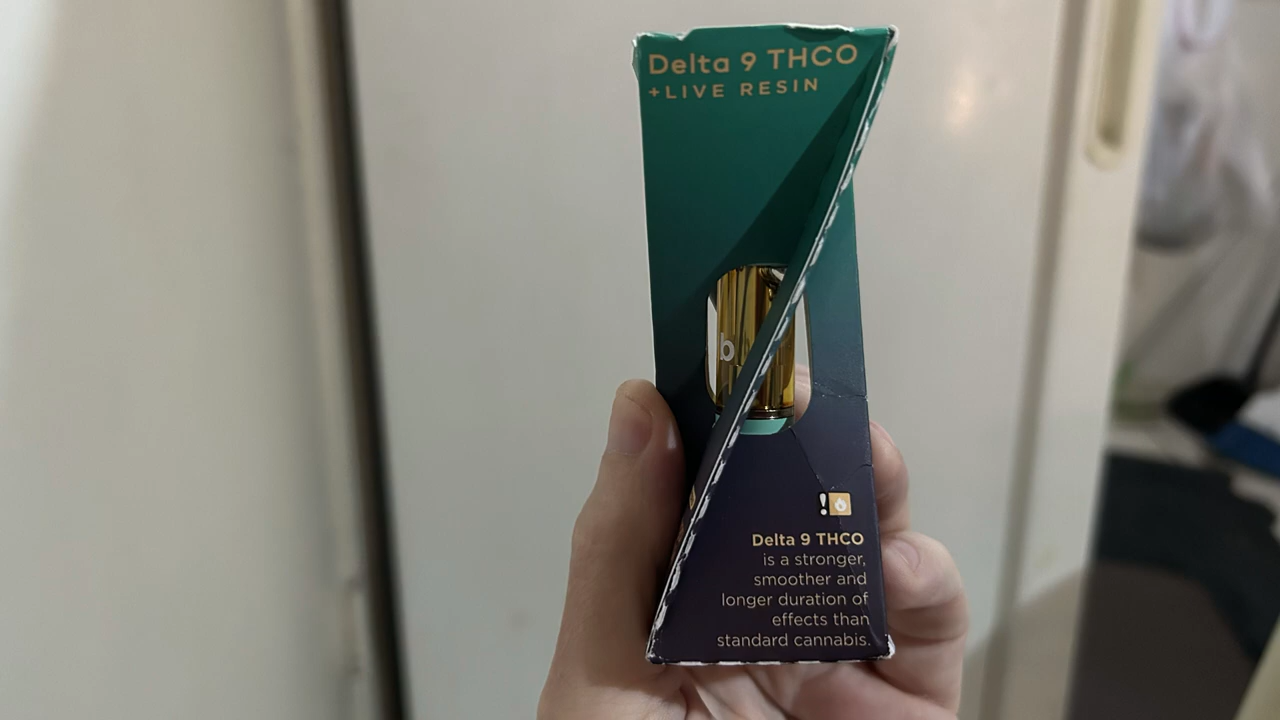 Delta 9 THCO
+LIVE RESIN
b
!
Delta 9 THCO
is a stronger,
smoother and
longer duration of
effects than
standard cannabis.